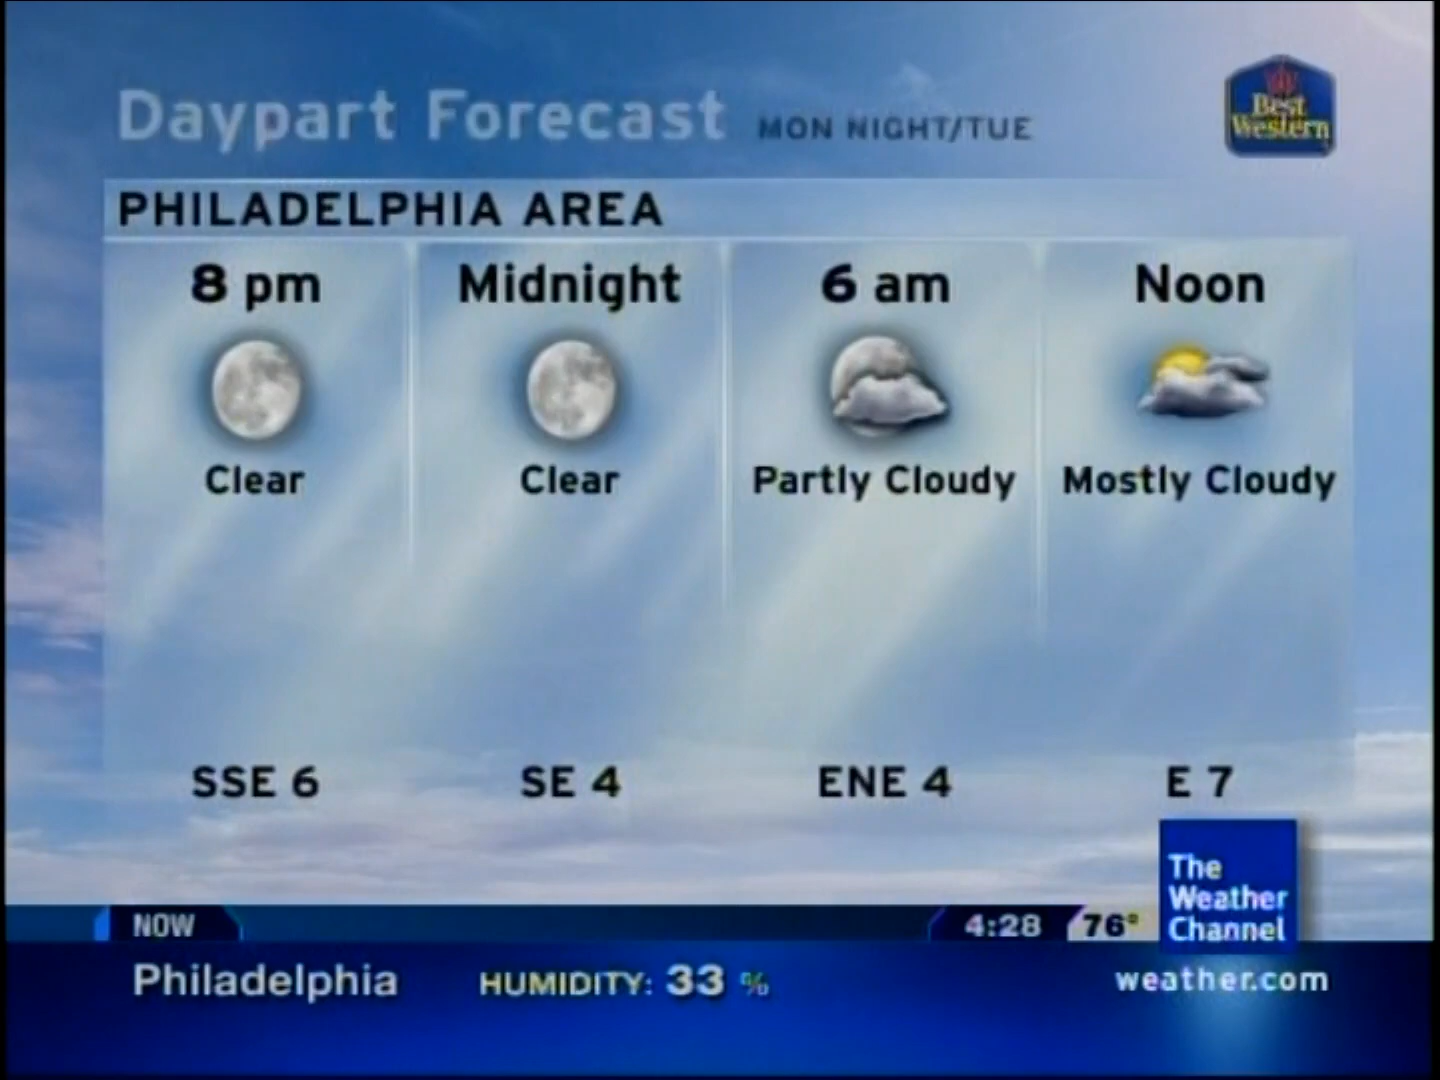 Daypart Forecast MON NIGHT/TUE
Best
Western
PHILADELPHIA AREA
8 pm Midnight 6 am Noon
Clear Clear Partly Cloudy Mostly Cloudy
SSE 6 SE 4 ENE 4 E 7
The
Weather
Channel
NOW 4:28 76°
Philadelphia HUMIDITY: 33 % weather.com